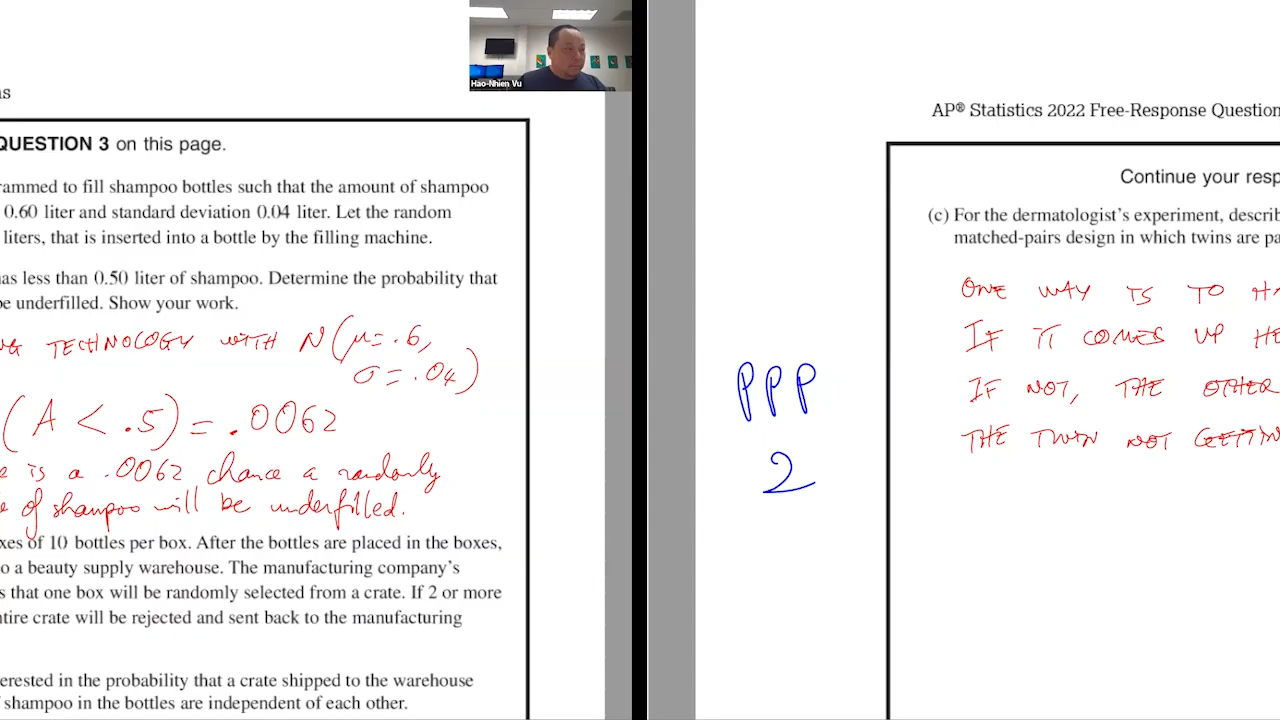 Hao-Nhien Vu
ns
QUESTION 3 on this page.
rammed to fill shampoo bottles such that the amount of shampoo
0.60 liter and standard deviation 0.04 liter. Let the random
liters, that is inserted into a bottle by the filling machine.
has less than 0.50 liter of shampoo. Determine the probability that
be underfilled. Show your work.
NG TECHNOLOGY WITH N(μ=.6,
σ=.04)
(A < .5) = .0062
e is a .0062 chance a randomly
e of shampoo will be underfilled.
xes of 10 bottles per box. After the bottles are placed in the boxes,
o a beauty supply warehouse. The manufacturing company's
s that one box will be randomly selected from a crate. If 2 or more
ntire crate will be rejected and sent back to the manufacturing
terested in the probability that a crate shipped to the warehouse
f shampoo in the bottles are independent of each other.
PPP
2
AP® Statistics 2022 Free-Response Question
Continue your resp
(c) For the dermatologist's experiment, describ
matched-pairs design in which twins are pa
ONE WAY IS TO HA
IF IT COMES UP HE
IF NOT, THE OTHER
THE TWIN NOT GETTIN